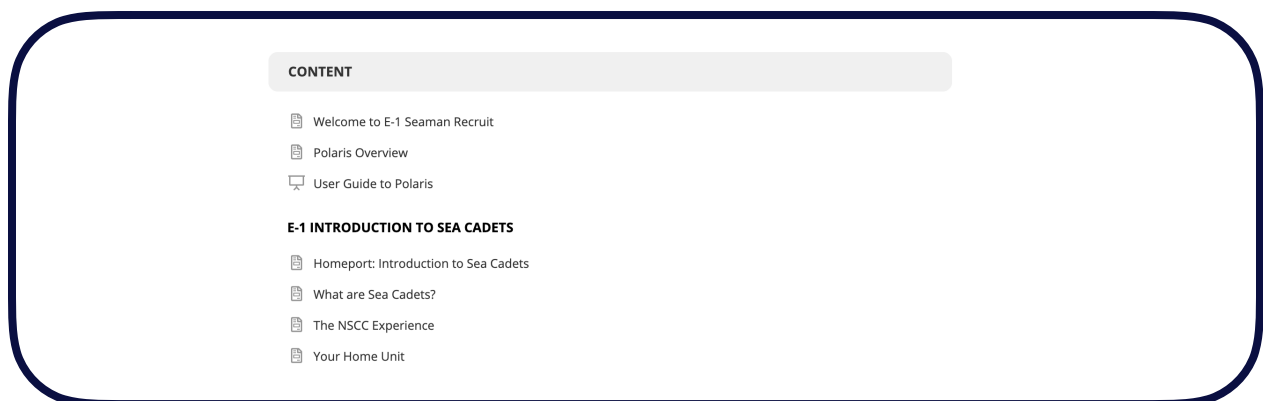 CONTENT
Welcome to E-1 Seaman Recruit
Polaris Overview
User Guide to Polaris
E-1 INTRODUCTION TO SEA CADETS
Homeport: Introduction to Sea Cadets
What are Sea Cadets?
The NSCC Experience
Your Home Unit